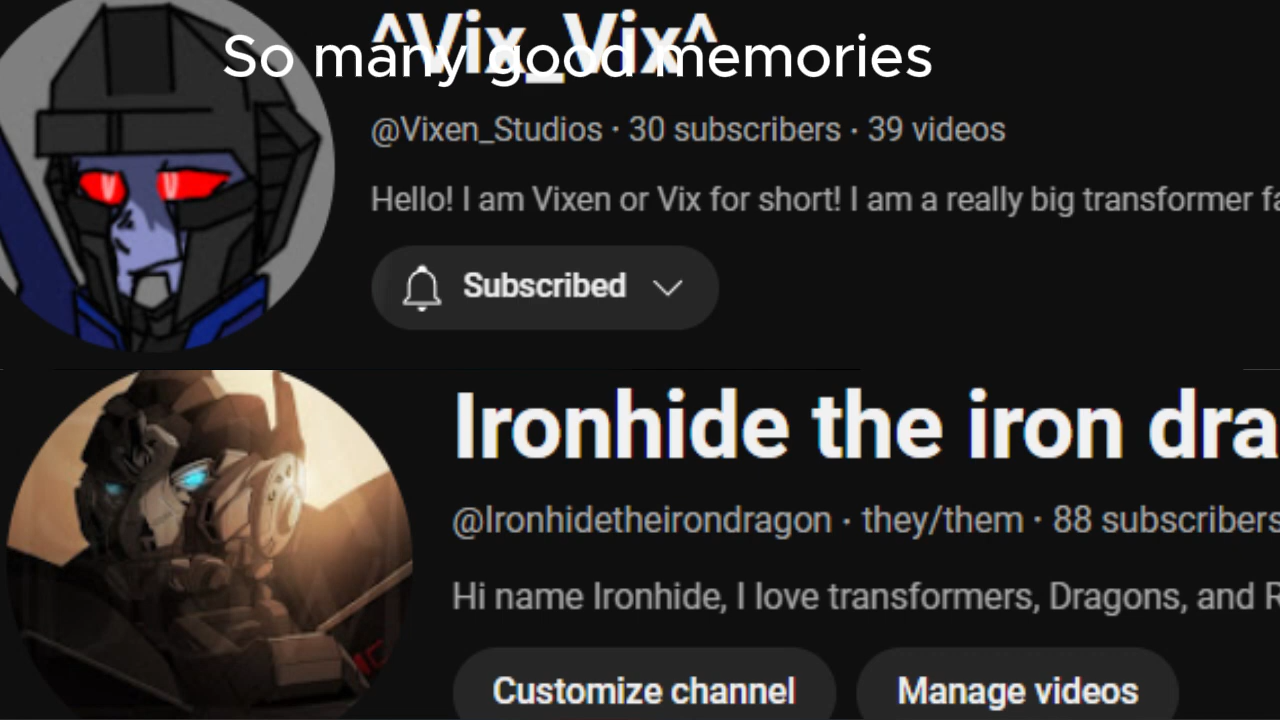 ^Vix_Vix^
So many good memories
@Vixen_Studios · 30 subscribers · 39 videos
Hello! I am Vixen or Vix for short! I am a really big transformer fa
Subscribed
Ironhide the iron dra
@Ironhidetheirondragon · they/them · 88 subscribers
Hi name Ironhide, I love transformers, Dragons, and R
Customize channel
Manage videos